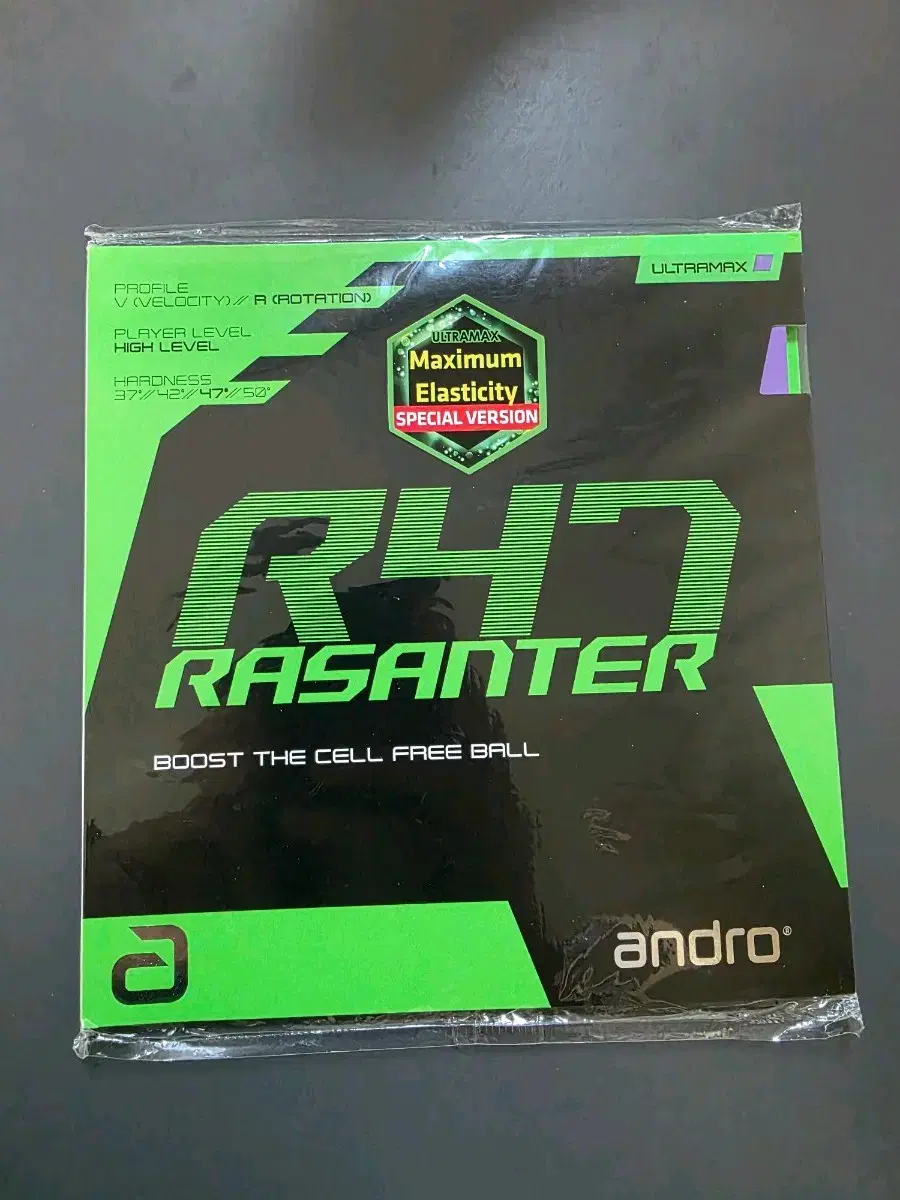 PROFILE
V (VELOCITY) // R (ROTATION)
PLAYER LEVEL
HIGH LEVEL
HARDNESS
37°//42°//47°//50°
ULTRAMAX
ULTRAMAX
Maximum
Elasticity
SPECIAL VERSION
R47
RASANTER
BOOST THE CELL FREE BALL
a
andro®